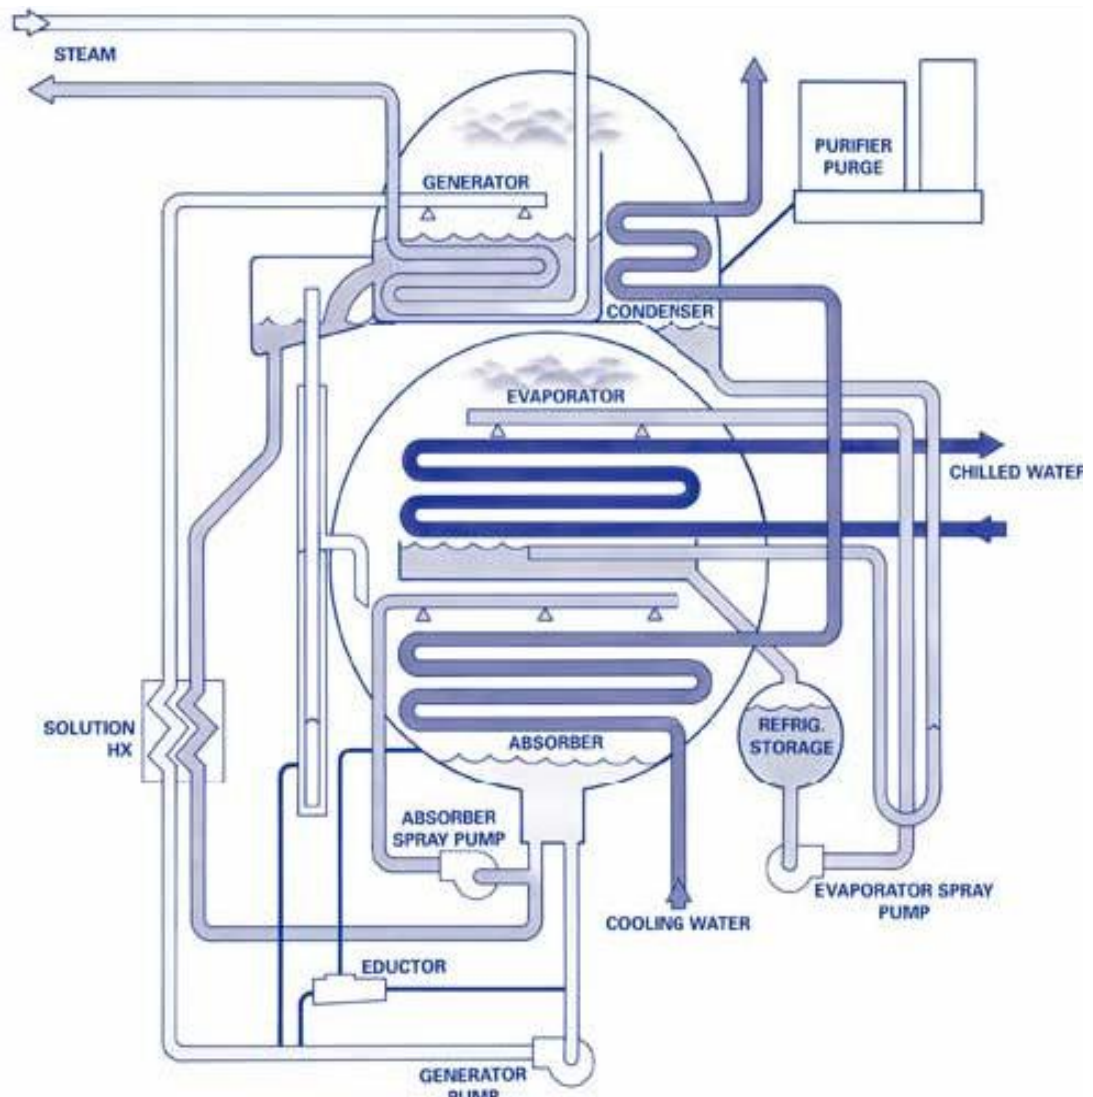 STEAM
PURIFIER
PURGE
GENERATOR
CONDENSER
EVAPORATOR
CHILLED WATER
SOLUTION
HX
REFRIG.
STORAGE
ABSORBER
ABSORBER
SPRAY PUMP
EVAPORATOR SPRAY
PUMP
COOLING WATER
EDUCTOR
GENERATOR
PUMP